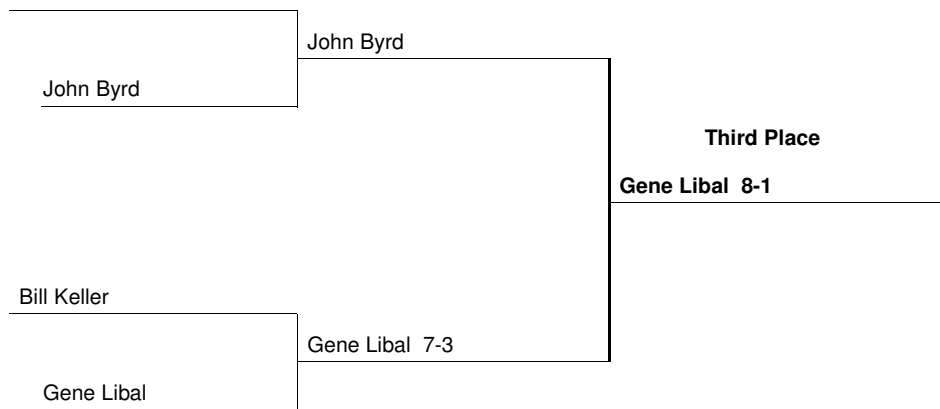 John Byrd
John Byrd
Third Place
Gene Libal 8-1
Bill Keller
Gene Libal 7-3
Gene Libal